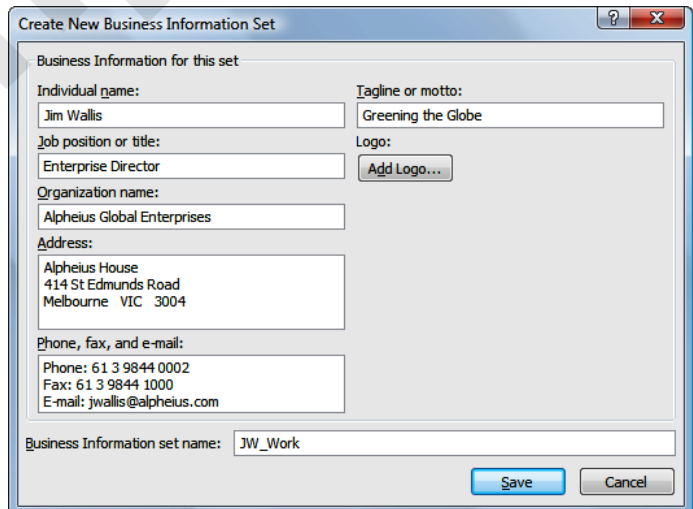 Create New Business Information Set
Business Information for this set
Individual name:
Jim Wallis
Tagline or motto:
Greening the Globe
Job position or title:
Enterprise Director
Logo:
Add Logo...
Organization name:
Alpheius Global Enterprises
Address:
Alpheius House
414 St Edmunds Road
Melbourne VIC 3004
Phone, fax, and e-mail:
Phone: 61 3 9844 0002
Fax: 61 3 9844 1000
E-mail: jwallis@alpheius.com
Business Information set name: JW_Work
Save Cancel